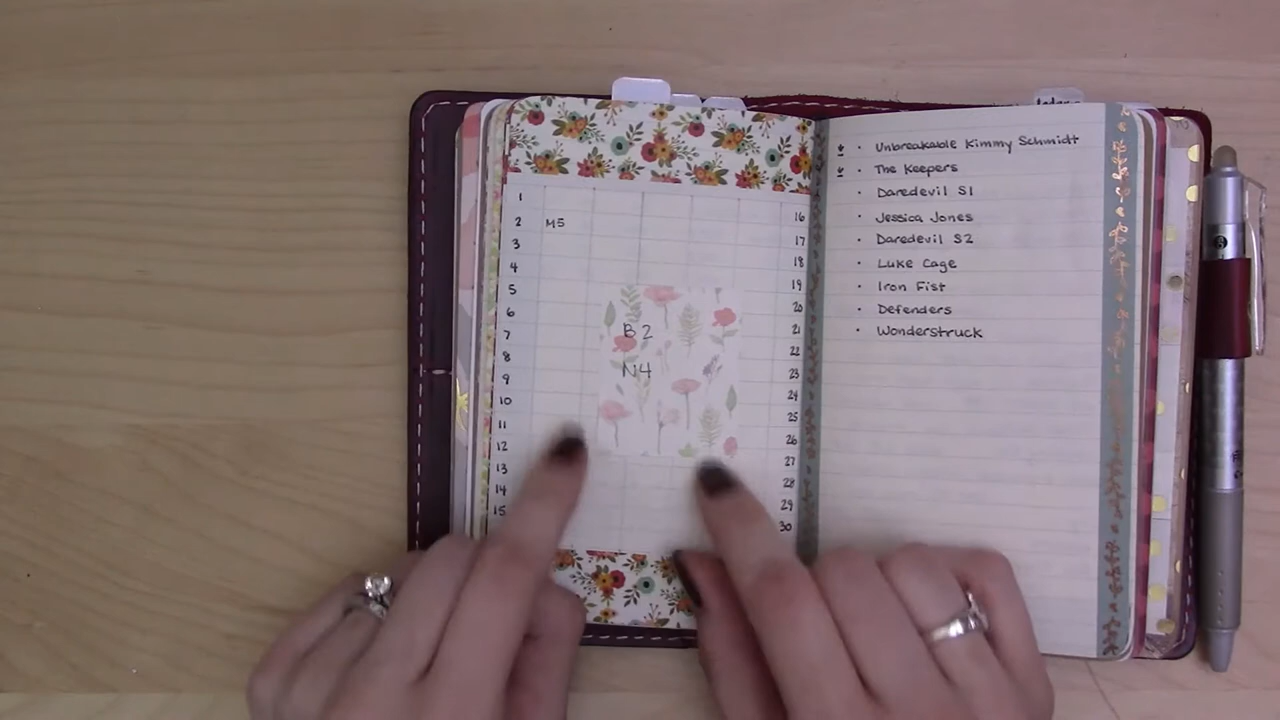 today
1
2 M5
3
4
5
6
7
8
9
10
11
12
13
14
15
B2
N4
16
17
18
19
20
21
22
23
24
25
26
27
28
29
30
• Unbreakable Kimmy Schmidt
• The Keepers
• Daredevil S1
• Jessica Jones
• Daredevil S2
• Luke Cage
• Iron Fist
• Defenders
• Wonderstruck